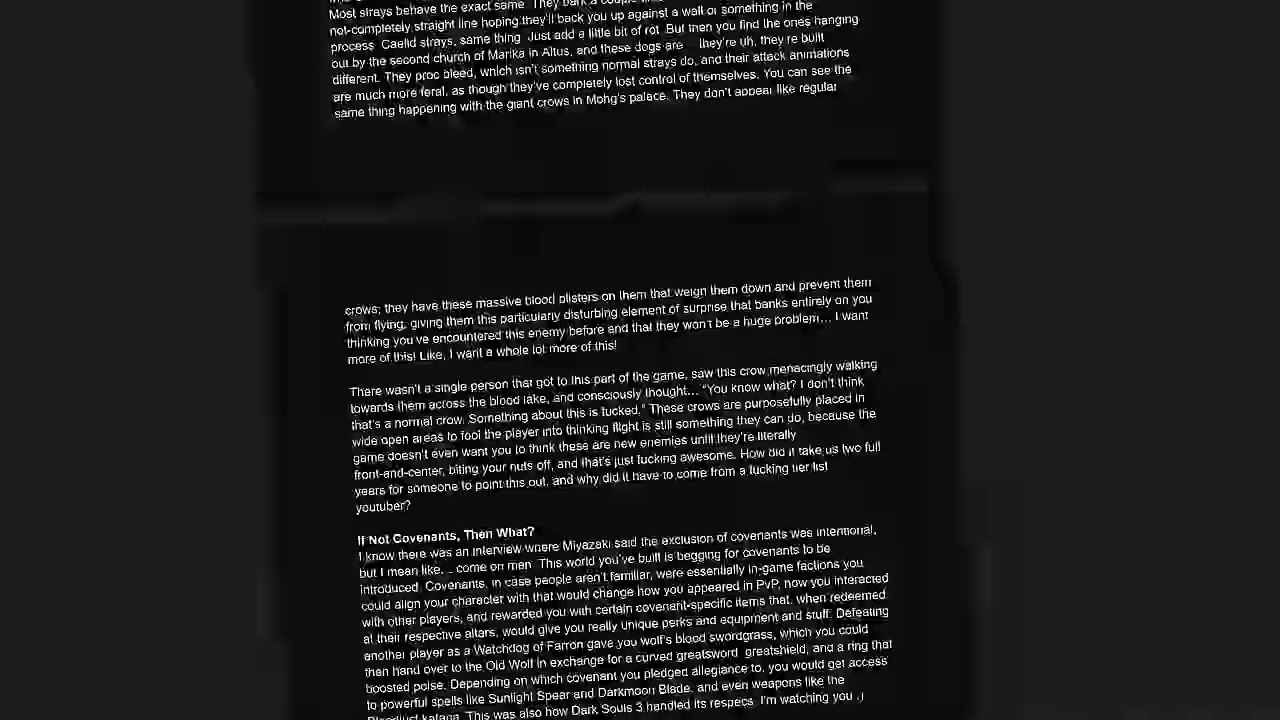 Most strays behave the exact same. They bark a couple
not-completely straight line hoping they'll back you up against a wall or something in the
process. Caelid strays, same thing. Just add a little bit of rot. But then you find the ones hanging
out by the second church of Marika in Altus, and these dogs are... they're uh, they're built
different. They proc bleed, which isn't something normal strays do, and their attack animations
are much more feral, as though they've completely lost control of themselves. You can see the
same thing happening with the giant crows in Mohg's palace. They don't appear like regular
crows; they have these massive blood blisters on them that weigh them down and prevent them
from flying, giving them this particularly disturbing element of surprise that banks entirely on you
thinking you've encountered this enemy before and that they won't be a huge problem... I want
more of this! Like, I want a whole lot more of this!
There wasn't a single person that got to this part of the game, saw this crow menacingly walking
towards them across the blood lake, and consciously thought... "You know what? I don't think
that's a normal crow. Something about this is fucked." These crows are purposefully placed in
wide open areas to fool the player into thinking flight is still something they can do, because the
game doesn't even want you to think these are new enemies until they're literally
front-and-center, biting your nuts off, and that's just fucking awesome. How did it take us two full
years for someone to point this out, and why did it have to come from a fucking tier list
youtuber?
If Not Covenants, Then What?
I know there was an interview where Miyazaki said the exclusion of covenants was intentional,
but I mean like... come on man. This world you've built is begging for covenants to be
introduced. Covenants, in case people aren't familiar, were essentially in-game factions you
could align your character with that would change how you appeared in PvP, how you interacted
with other players, and rewarded you with certain covenant-specific items that, when redeemed
at their respective altars, would give you really unique perks and equipment and stuff. Defeating
another player as a Watchdog of Farron gave you wolf's blood swordgrass, which you could
then hand over to the Old Wolf in exchange for a curved greatsword, greatshield, and a ring that
boosted poise. Depending on which covenant you pledged allegiance to, you would get access
to powerful spells like Sunlight Spear and Darkmoon Blade, and even weapons like the
Bloodlust katana. This was also how Dark Souls 3 handled its respecs. I'm watching you